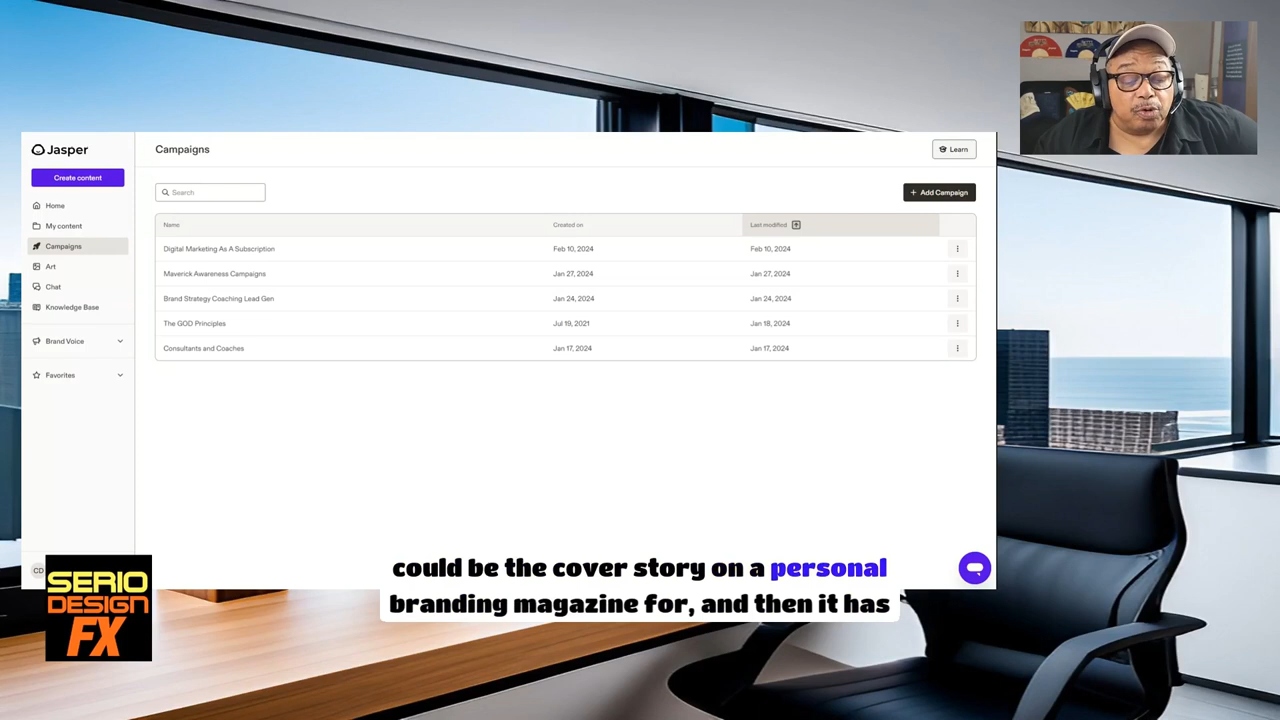 Jasper
Campaigns
Learn
Create content
Search
+ Add Campaign
Home
My content
Campaigns
Art
Chat
Knowledge Base
Brand Voice
Favorites
Name Created on Last modified
Digital Marketing As A Subscription Feb 10, 2024 Feb 10, 2024
Maverick Awareness Campaigns Jan 27, 2024 Jan 27, 2024
Brand Strategy Coaching Lead Gen Jan 24, 2024 Jan 24, 2024
The GOD Principles Jul 19, 2021 Jan 18, 2024
Consultants and Coaches Jan 17, 2024 Jan 17, 2024
CD
SERIO
DESIGN
FX
could be the cover story on a personal
branding magazine for, and then it has